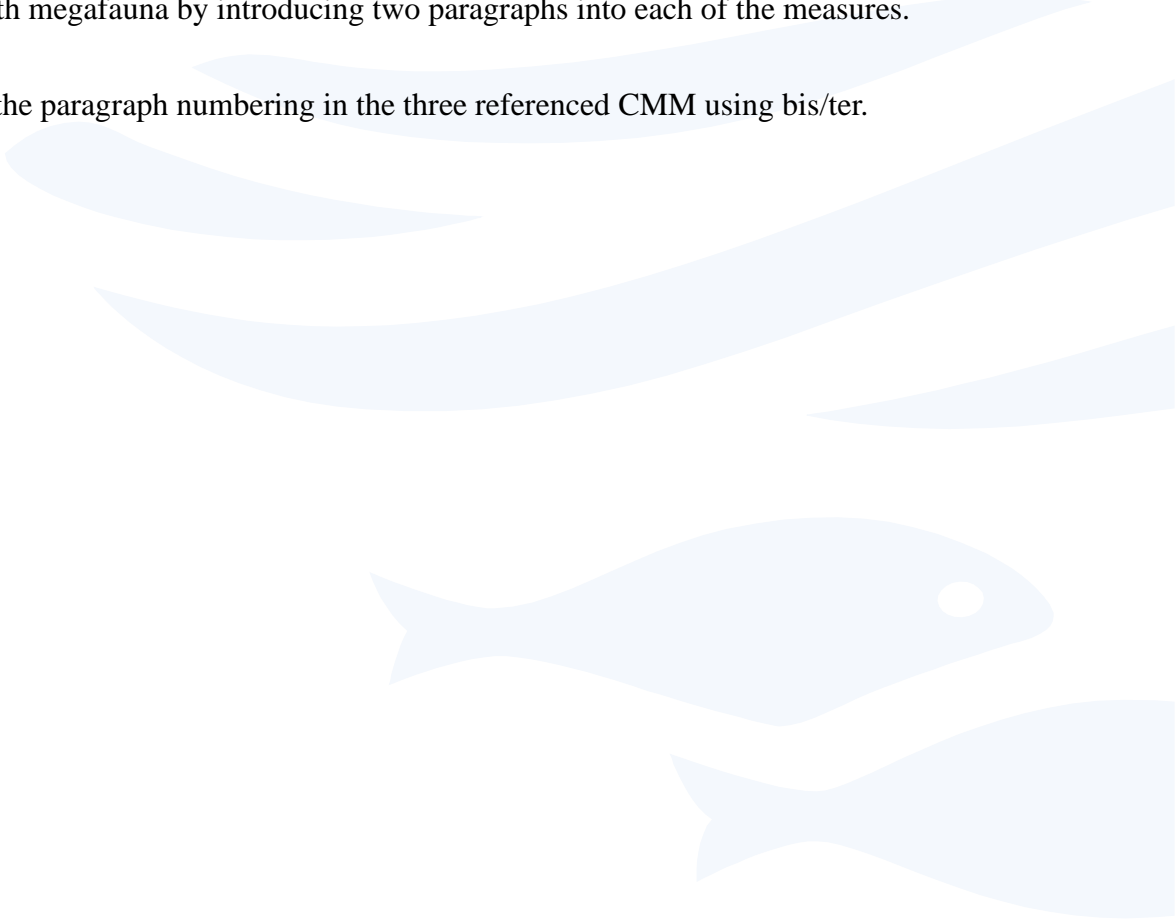 th megafauna by introducing two paragraphs into each of the measures.
the paragraph numbering in the three referenced CMM using bis/ter.